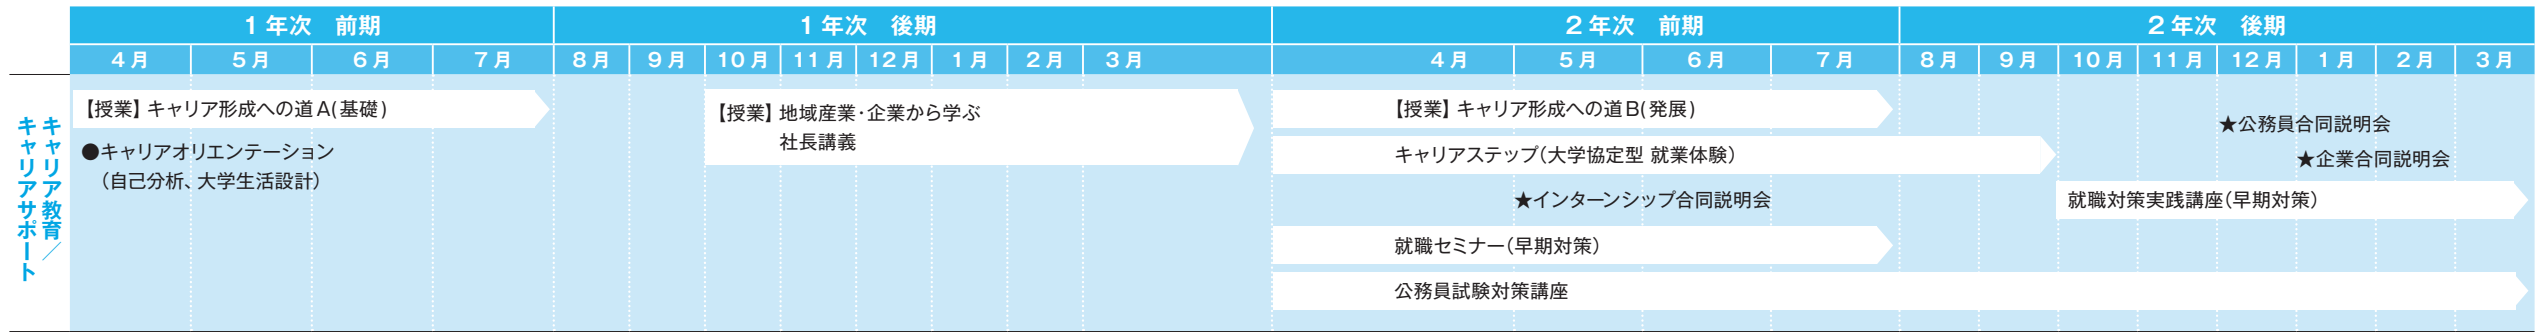 1年次　前期
1年次　後期
2年次　前期
2年次　後期
4月 5月 6月 7月 8月 9月 10月 11月 12月 1月 2月 3月 4月 5月 6月 7月 8月 9月 10月 11月 12月 1月 2月 3月
キャリア教育／
キャリアサポート
【授業】キャリア形成への道A(基礎)
●キャリアオリエンテーション
（自己分析、大学生活設計）
【授業】地域産業・企業から学ぶ
社長講義
【授業】キャリア形成への道B(発展)
キャリアステップ（大学協定型 就業体験）
★インターンシップ合同説明会
就職セミナー（早期対策）
公務員試験対策講座
★公務員合同説明会
★企業合同説明会
就職対策実践講座（早期対策）